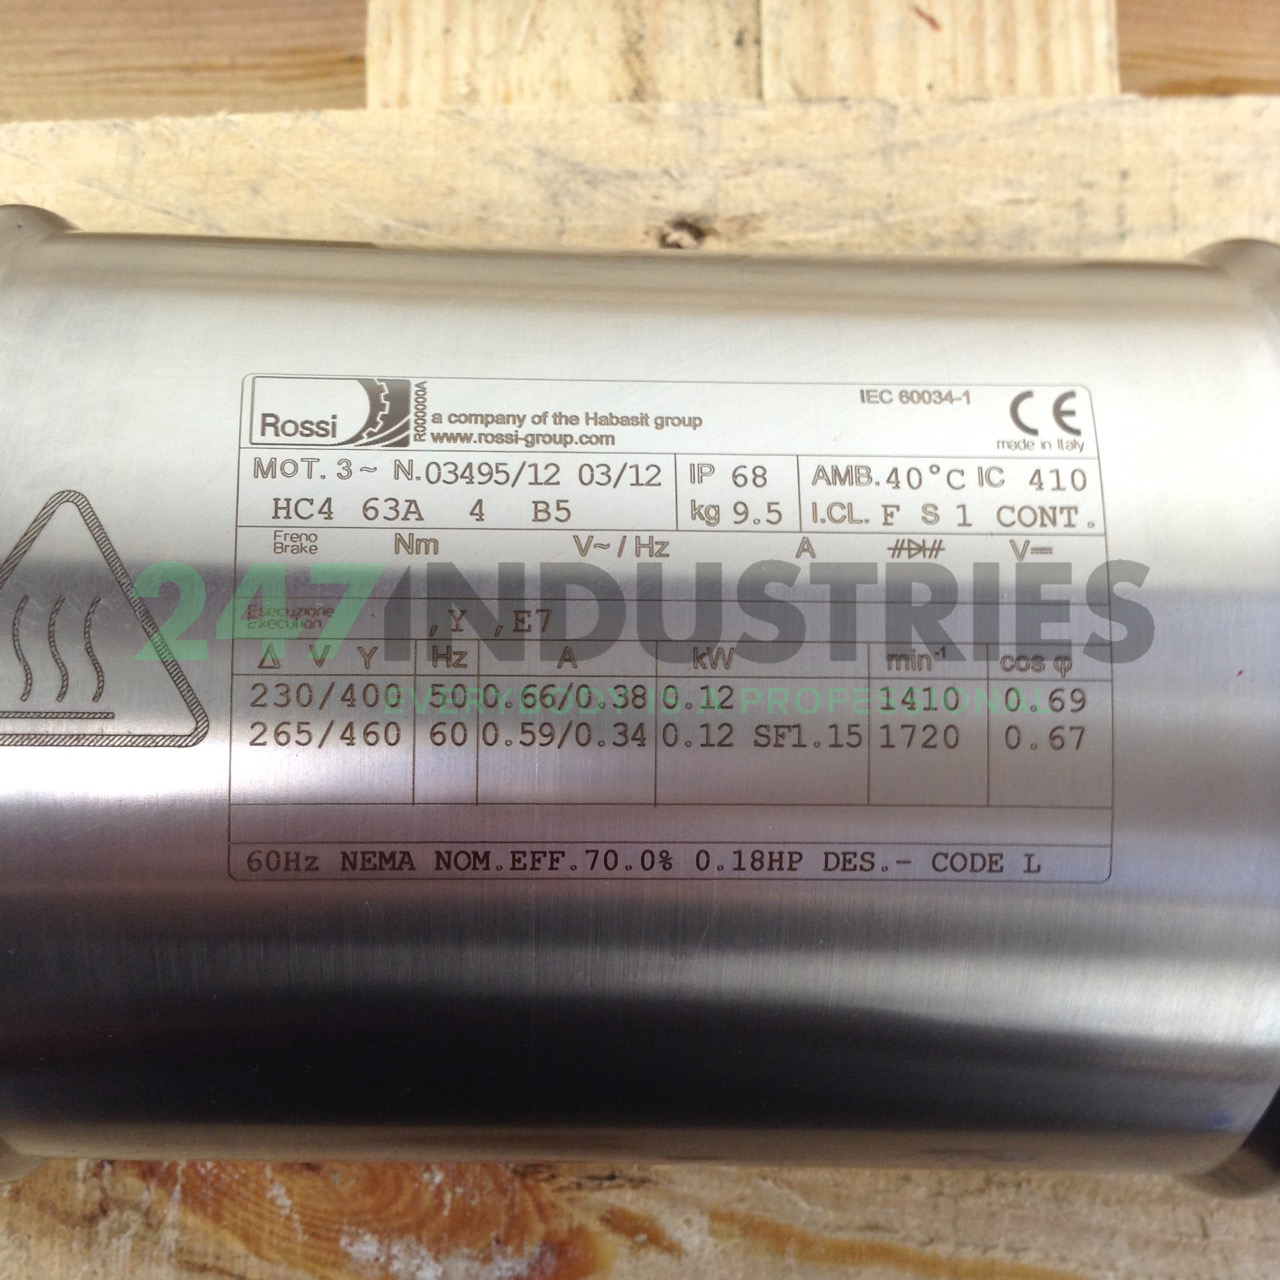 Rossi
R000000A
a company of the Habasit group
www.rossi-group.com
IEC 60034-1
CE
made in Italy
MOT. 3~ N.03495/12 03/12 IP 68 AMB.40°C IC 410
HC4 63A 4 B5 kg 9.5 I.CL. F S 1 CONT.
Freno
Brake Nm V~/Hz A V⎓
247INDUSTRIES
Esecuzione
Execution ,Y ,E7
Δ V Y Hz A kW min⁻¹ cos φ
230/400 50 0.66/0.38 0.12 1410 0.69
EVERYBODY IS A PROFESSIONAL
265/460 60 0.59/0.34 0.12 SF1.15 1720 0.67
60Hz NEMA NOM.EFF.70.0% 0.18HP DES.- CODE L